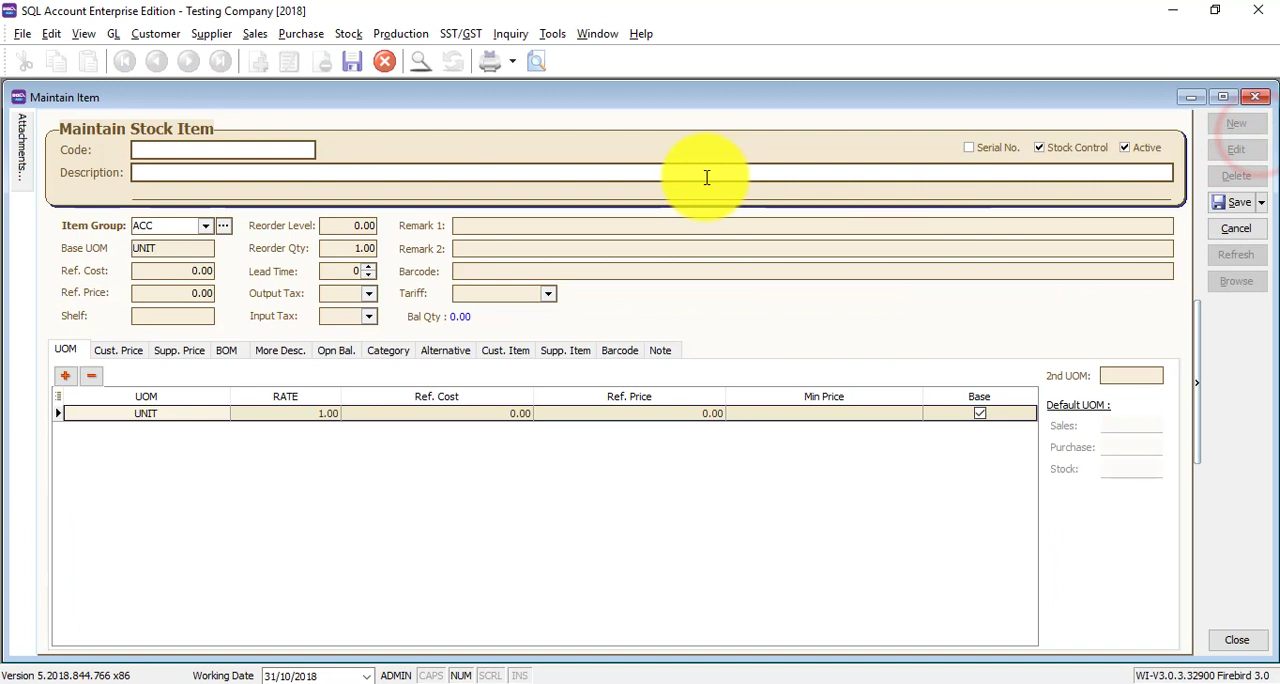 SQL Account Enterprise Edition - Testing Company [2018]
File Edit View GL Customer Supplier Sales Purchase Stock Production SST/GST Inquiry Tools Window Help
Maintain Item
Attachments...
Maintain Stock Item
Code:
Serial No. Stock Control Active
Description:
New
Edit
Delete
Save
Cancel
Refresh
Browse
Item Group: ACC ... Reorder Level: 0.00 Remark 1:
Base UOM UNIT Reorder Qty: 1.00 Remark 2:
Ref. Cost: 0.00 Lead Time: 0 Barcode:
Ref. Price: 0.00 Output Tax: Tariff:
Shelf: Input Tax: Bal Qty : 0.00
UOM Cust. Price Supp. Price BOM More Desc. Opn Bal. Category Alternative Cust. Item Supp. Item Barcode Note
UOM RATE Ref. Cost Ref. Price Min Price Base
UNIT 1.00 0.00 0.00
2nd UOM:
Default UOM :
Sales:
Purchase:
Stock:
Close
Version 5.2018.844.766 x86 Working Date 31/10/2018 ADMIN CAPS NUM SCRL INS WI-V3.0.3.32900 Firebird 3.0